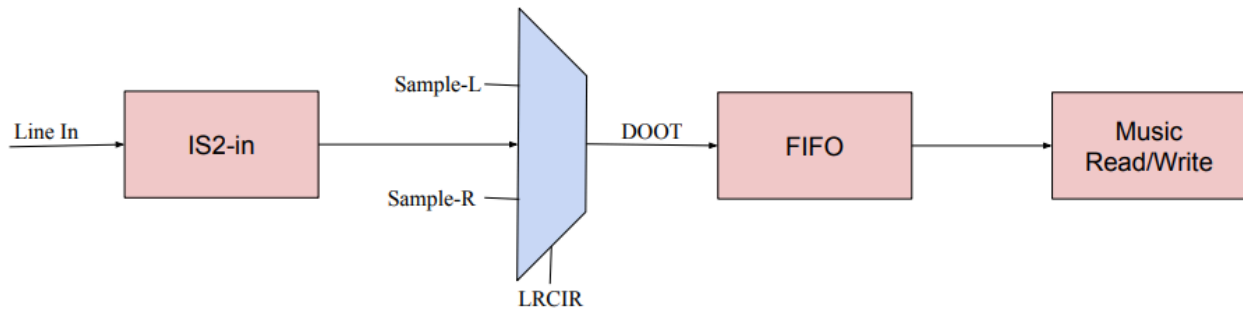 Line In
IS2-in
Sample-L
Sample-R
LRCIR
DOOT
FIFO
Music
Read/Write